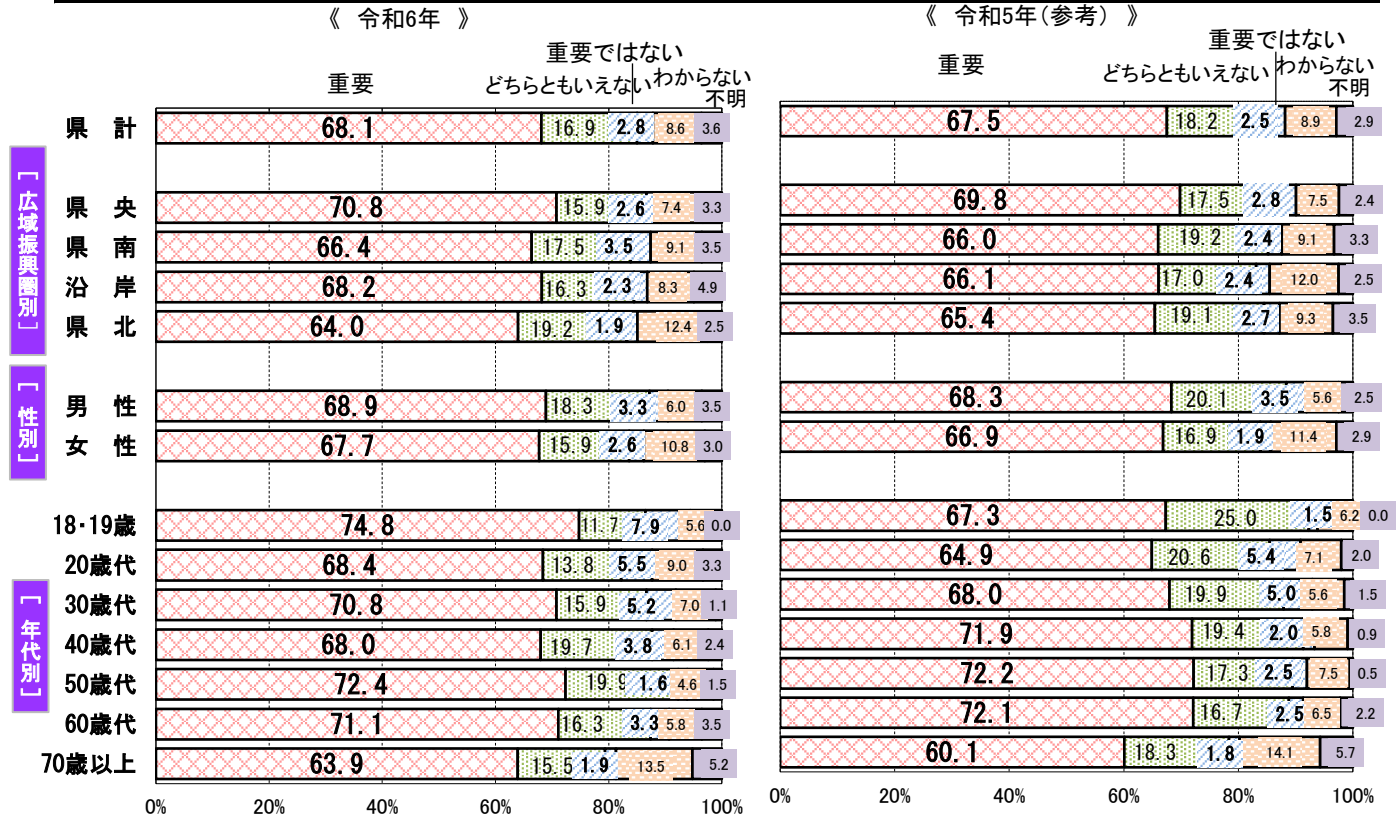 《 令和6年 》
重要
どちらともいえない
重要ではない
わからない
不明
県 計 68.1 16.9 2.8 8.6 3.6
[ 広域振興圏別 ]
県 央 70.8 15.9 2.6 7.4 3.3
県 南 66.4 17.5 3.5 9.1 3.5
沿 岸 68.2 16.3 2.3 8.3 4.9
県 北 64.0 19.2 1.9 12.4 2.5
[ 性別 ]
男 性 68.9 18.3 3.3 6.0 3.5
女 性 67.7 15.9 2.6 10.8 3.0
[ 年代別 ]
18・19歳 74.8 11.7 7.9 5.6 0.0
20歳代 68.4 13.8 5.5 9.0 3.3
30歳代 70.8 15.9 5.2 7.0 1.1
40歳代 68.0 19.7 3.8 6.1 2.4
50歳代 72.4 19.9 1.6 4.6 1.5
60歳代 71.1 16.3 3.3 5.8 3.5
70歳以上 63.9 15.5 1.9 13.5 5.2
0% 20% 40% 60% 80% 100%
《 令和5年(参考) 》
重要
どちらともいえない
重要ではない
わからない
不明
67.5 18.2 2.5 8.9 2.9
69.8 17.5 2.8 7.5 2.4
66.0 19.2 2.4 9.1 3.3
66.1 17.0 2.4 12.0 2.5
65.4 19.1 2.7 9.3 3.5
68.3 20.1 3.5 5.6 2.5
66.9 16.9 1.9 11.4 2.9
67.3 25.0 1.5 6.2 0.0
64.9 20.6 5.4 7.1 2.0
68.0 19.9 5.0 5.6 1.5
71.9 19.4 2.0 5.8 0.9
72.2 17.3 2.5 7.5 0.5
72.1 16.7 2.5 6.5 2.2
60.1 18.3 1.8 14.1 5.7
0% 20% 40% 60% 80% 100%